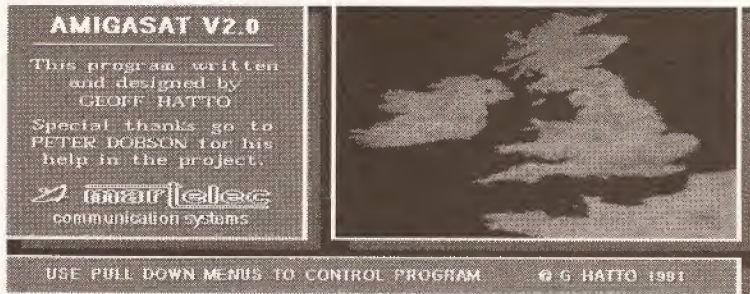 AMIGASAT V2.0
This program written
and designed by
GEOFF HATTO
Special thanks go to
PETER DOBSON for his
help in the project.
martelec
communication systems
USE PULL DOWN MENUS TO CONTROL PROGRAM © G HATTO 1991